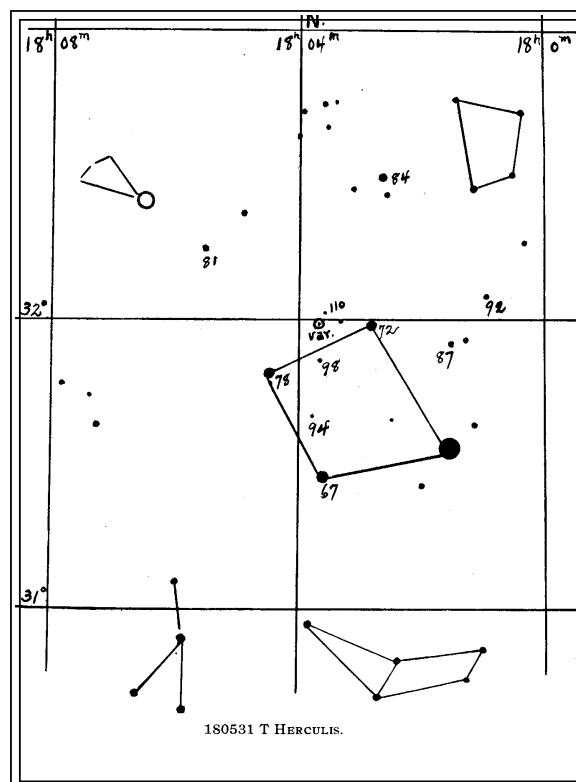 N.
18ʰ 08ᵐ 18ʰ 04ᵐ 18ʰ 0ᵐ
84
81
92
32° 110
var. 72
87
98
78
94
67
31°
180531 T HERCULIS.